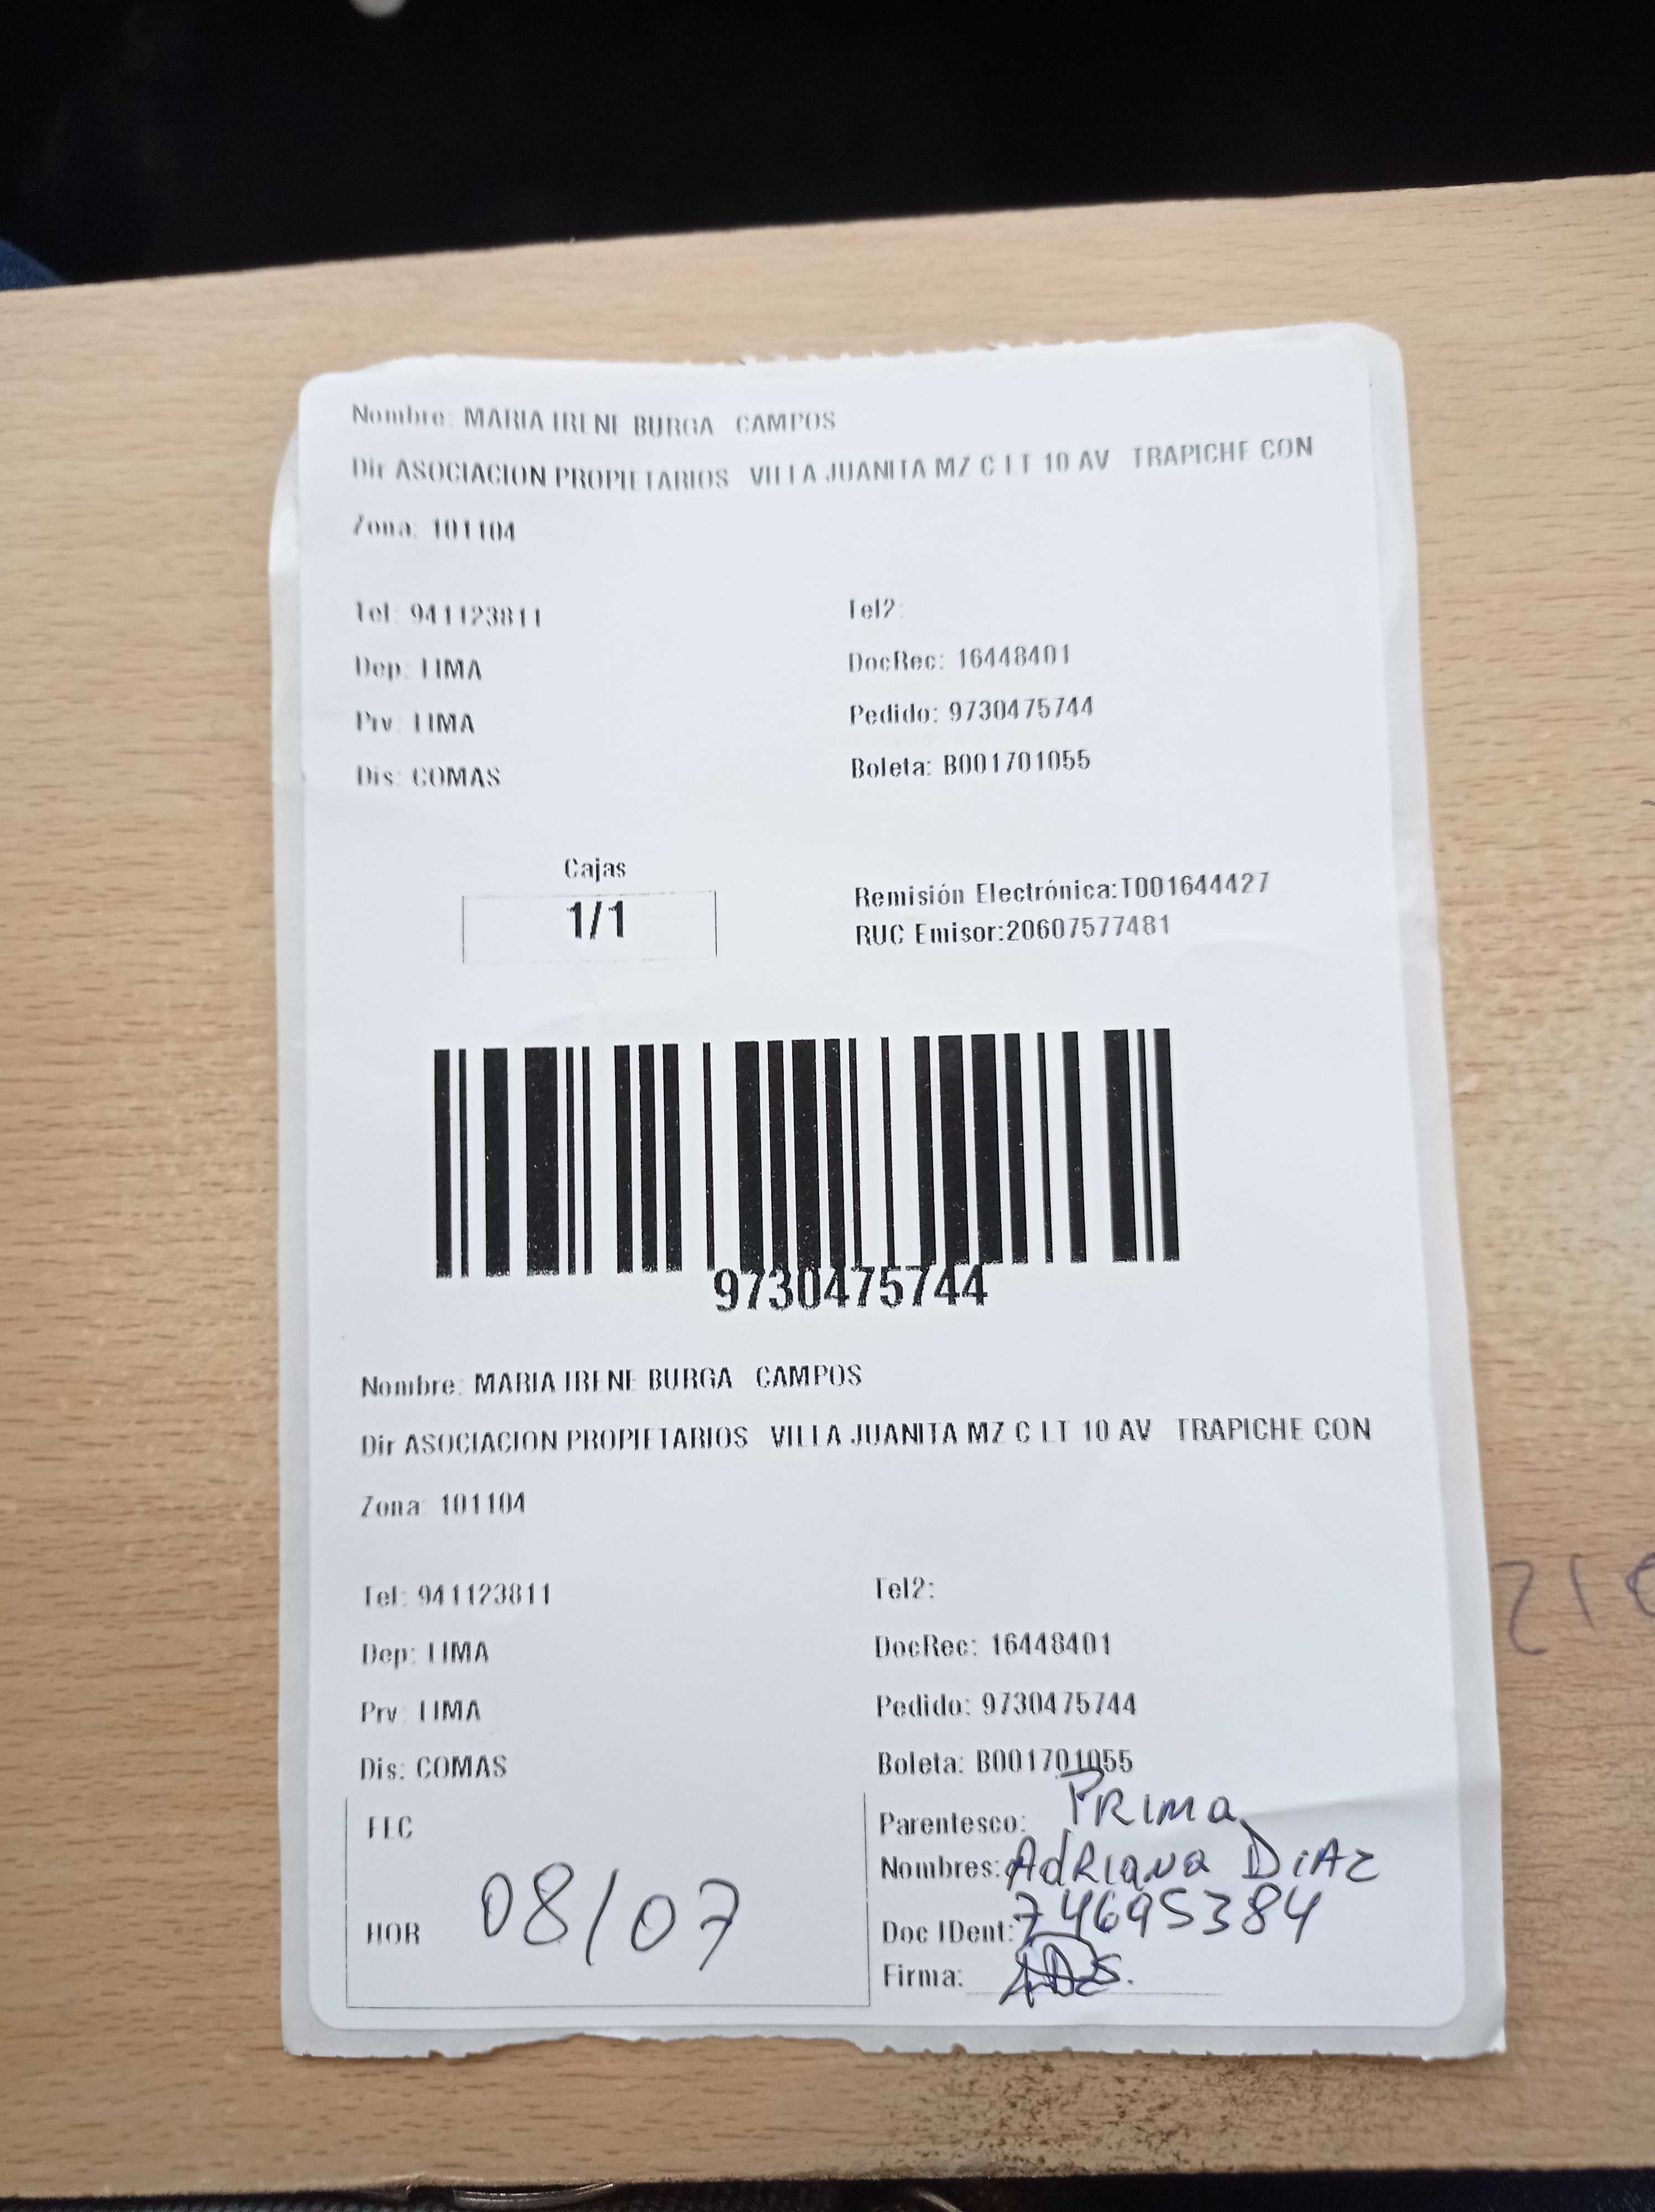 Nombre: MARIA IRENE BURGA CAMPOS
Dir ASOCIACION PROPIETARIOS VILLA JUANITA MZ C LT 10 AV TRAPICHE CON
Zona: 101104
Tel: 941123811 Tel2:
Dep: LIMA DocRec: 16448401
Prv: LIMA Pedido: 9730475744
Dis: COMAS Boleta: B001701055
Cajas
1/1
Remisión Electrónica:T001644427
RUC Emisor:20607577481
9730475744
Nombre: MARIA IRENE BURGA CAMPOS
Dir ASOCIACION PROPIETARIOS VILLA JUANITA MZ C LT 10 AV TRAPICHE CON
Zona: 101104
Tel: 941123811 Tel2:
Dep: LIMA DocRec: 16448401
Prv: LIMA Pedido: 9730475744
Dis: COMAS Boleta: B001701055
FEC
HOR 08/07
Parentesco: PRIMA
Nombres: AdRIANA DiAz
Doc IDent: 746995384
Firma: